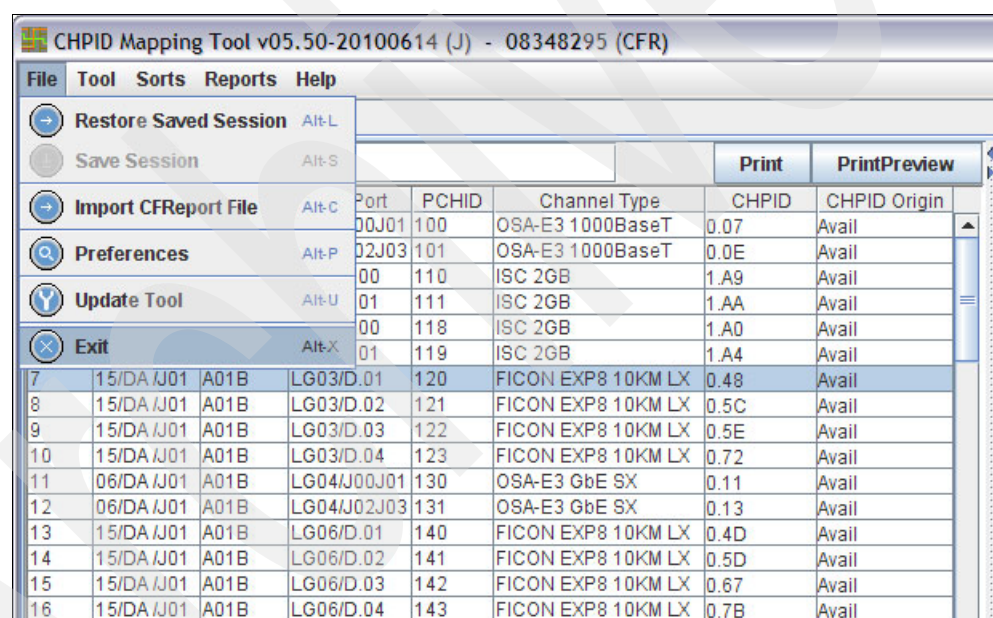 CHPID Mapping Tool v05.50-20100614 (J) - 08348295 (CFR)
File Tool Sorts Reports Help
Restore Saved Session Alt-L
Save Session Alt-S
Print PrintPreview
Import CFReport File Alt-C
Port PCHID Channel Type CHPID CHPID Origin
00J01 100 OSA-E3 1000BaseT 0.07 Avail
Preferences Alt-P
02J03 101 OSA-E3 1000BaseT 0.0E Avail
00 110 ISC 2GB 1.A9 Avail
Update Tool Alt-U
01 111 ISC 2GB 1.AA Avail
00 118 ISC 2GB 1.A0 Avail
Exit Alt-X
01 119 ISC 2GB 1.A4 Avail
7 15/DA/J01 A01B LG03/D.01 120 FICON EXP8 10KM LX 0.48 Avail
8 15/DA/J01 A01B LG03/D.02 121 FICON EXP8 10KM LX 0.5C Avail
9 15/DA/J01 A01B LG03/D.03 122 FICON EXP8 10KM LX 0.5E Avail
10 15/DA/J01 A01B LG03/D.04 123 FICON EXP8 10KM LX 0.72 Avail
11 06/DA/J01 A01B LG04/J00J01 130 OSA-E3 GbE SX 0.11 Avail
12 06/DA/J01 A01B LG04/J02J03 131 OSA-E3 GbE SX 0.13 Avail
13 15/DA/J01 A01B LG06/D.01 140 FICON EXP8 10KM LX 0.4D Avail
14 15/DA/J01 A01B LG06/D.02 141 FICON EXP8 10KM LX 0.5D Avail
15 15/DA/J01 A01B LG06/D.03 142 FICON EXP8 10KM LX 0.67 Avail
16 15/DA/J01 A01B LG06/D.04 143 FICON EXP8 10KM LX 0.7B Avail